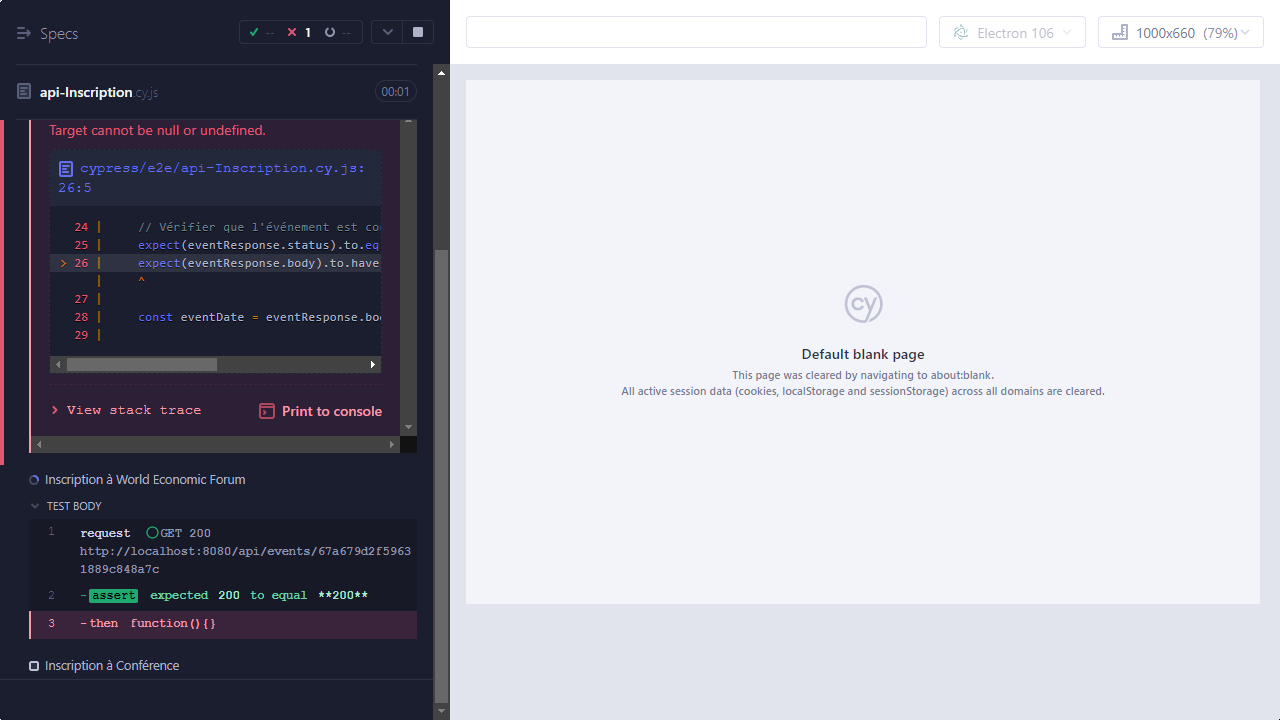 Specs
--
1
--
Electron 106
1000x660 (79%)
api-Inscription.cy.js
00:01
Target cannot be null or undefined.
cypress/e2e/api-Inscription.cy.js:
26:5
24 | // Vérifier que l'événement est co
25 | expect(eventResponse.status).to.eq
> 26 | expect(eventResponse.body).to.have
| ^
27 |
28 | const eventDate = eventResponse.bo
29 |
> View stack trace
Print to console
Inscription à World Economic Forum
TEST BODY
1 request GET 200
http://localhost:8080/api/events/67a679d2f5963
1889c848a7c
2 -assert expected 200 to equal **200**
3 -then function(){}
Inscription à Conférence
cy
Default blank page
This page was cleared by navigating to about:blank.
All active session data (cookies, localStorage and sessionStorage) across all domains are cleared.